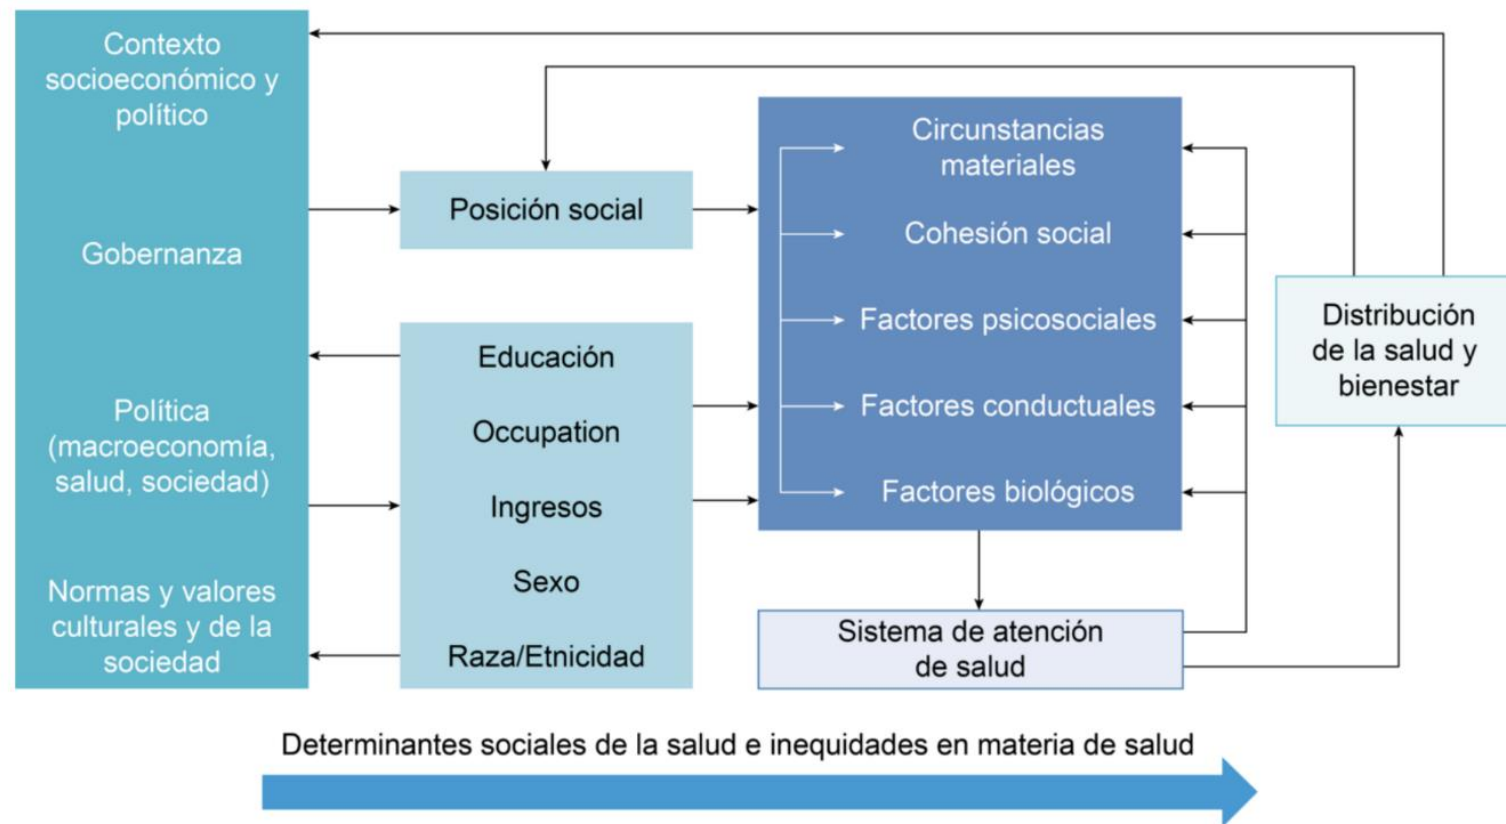 Contexto
socioeconómico y
político
Gobernanza
Política
(macroeconomía,
salud, sociedad)
Normas y valores
culturales y de la
sociedad
Posición social
Educación
Occupation
Ingresos
Sexo
Raza/Etnicidad
Circunstancias
materiales
Cohesión social
Factores psicosociales
Factores conductuales
Factores biológicos
Sistema de atención
de salud
Distribución
de la salud y
bienestar
Determinantes sociales de la salud e inequidades en materia de salud